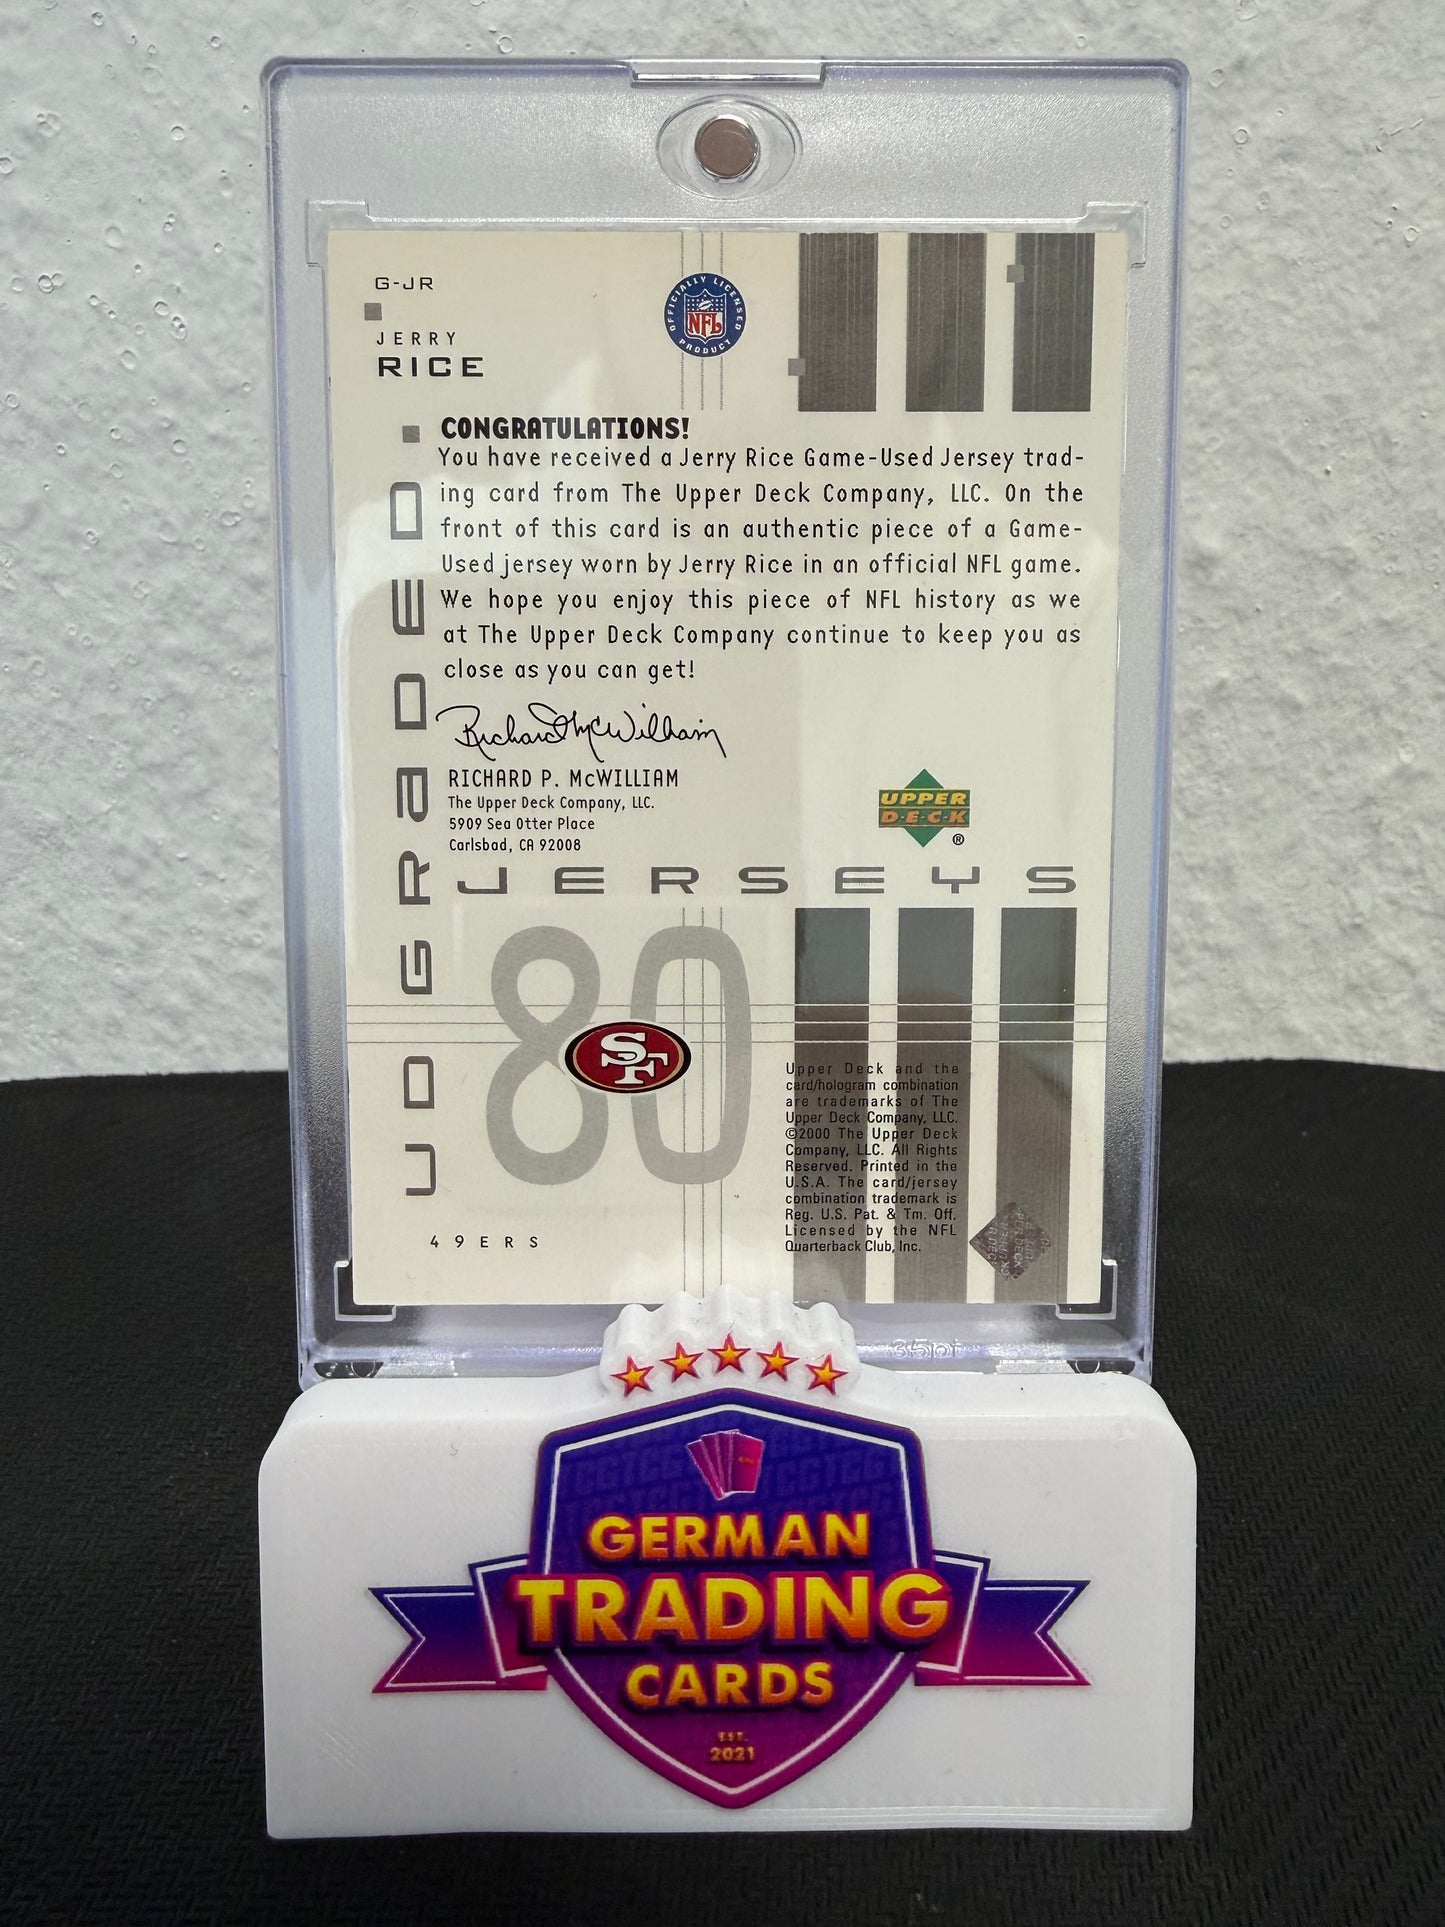 G-JR
JERRY
RICE
OFFICIALLY LICENSED
NFL
PRODUCT
CONGRATULATIONS!
You have received a Jerry Rice Game-Used Jersey trad-
ing card from The Upper Deck Company, LLC. On the
front of this card is an authentic piece of a Game-
Used jersey worn by Jerry Rice in an official NFL game.
We hope you enjoy this piece of NFL history as we
at The Upper Deck Company continue to keep you as
close as you can get!
Richard McWilliam
RICHARD P. McWILLIAM
The Upper Deck Company, LLC.
5909 Sea Otter Place
Carlsbad, CA 92008
UPPER
D·E·C·K
®
UD GRaDED
JERSEYS
80
SF
Upper Deck and the
card/hologram combination
are trademarks of The
Upper Deck Company, LLC.
©2000 The Upper Deck
Company, LLC. All Rights
Reserved. Printed in the
U.S.A. The card/jersey
combination trademark is
Reg. U.S. Pat. & Tm. Off.
Licensed by the NFL
Quarterback Club, Inc.
49ERS
35pt
GERMAN
TRADING
CARDS
EST.
2021